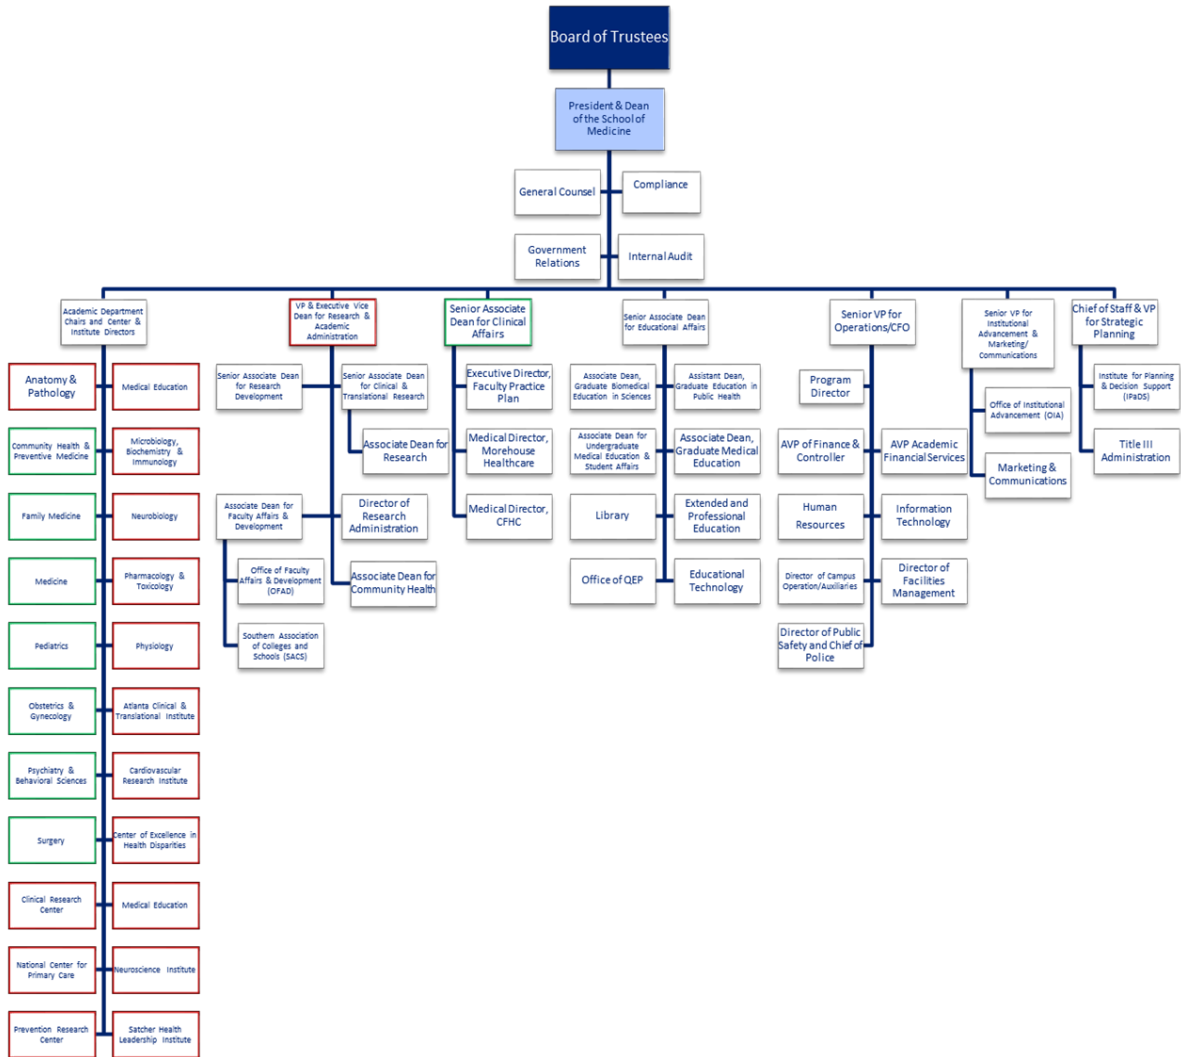 Board of Trustees
President & Dean
of the School of
Medicine
General Counsel
Compliance
Government
Relations
Internal Audit
Academic Department
Chairs and Center &
Institute Directors
VP & Executive Vice
Dean for Research &
Academic
Administration
Senior Associate
Dean for Clinical
Affairs
Senior Associate Dean
for Educational Affairs
Senior VP for
Operations/CFO
Senior VP for
Institutional
Advancement &
Marketing/
Communications
Chief of Staff & VP
for Strategic
Planning
Anatomy &
Pathology
Medical Education
Community Health &
Preventive Medicine
Microbiology,
Biochemistry &
Immunology
Family Medicine
Neurobiology
Medicine
Pharmacology &
Toxicology
Pediatrics
Physiology
Obstetrics &
Gynecology
Atlanta Clinical &
Translational Institute
Psychiatry &
Behavioral Sciences
Cardiovascular
Research Institute
Surgery
Center of Excellence in
Health Disparities
Clinical Research
Center
Medical Education
National Center for
Primary Care
Neuroscience Institute
Prevention Research
Center
Satcher Health
Leadership Institute
Senior Associate Dean
for Research
Development
Senior Associate Dean
for Clinical &
Translational Research
Associate Dean for
Research
Associate Dean for
Faculty Affairs &
Development
Director of
Research
Administration
Office of Faculty
Affairs & Development
(OFAD)
Associate Dean for
Community Health
Southern Association
of Colleges and
Schools (SACS)
Executive Director,
Faculty Practice
Plan
Medical Director,
Morehouse
Healthcare
Medical Director,
CFHC
Associate Dean,
Graduate Biomedical
Education in Sciences
Assistant Dean,
Graduate Education in
Public Health
Associate Dean for
Undergraduate
Medical Education &
Student Affairs
Associate Dean,
Graduate Medical
Education
Library
Extended and
Professional
Education
Office of QEP
Educational
Technology
Program
Director
AVP of Finance &
Controller
AVP Academic
Financial Services
Human
Resources
Information
Technology
Director of Campus
Operation/Auxiliaries
Director of
Facilities
Management
Director of Public
Safety and Chief of
Police
Office of Institutional
Advancement (OIA)
Marketing &
Communications
Institute for Planning
& Decision Support
(IPaDS)
Title III
Administration